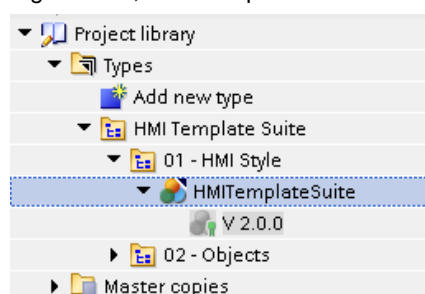 Project library
Types
Add new type
HMI Template Suite
01 - HMI Style
HMITemplateSuite
V 2.0.0
02 - Objects
Master copies